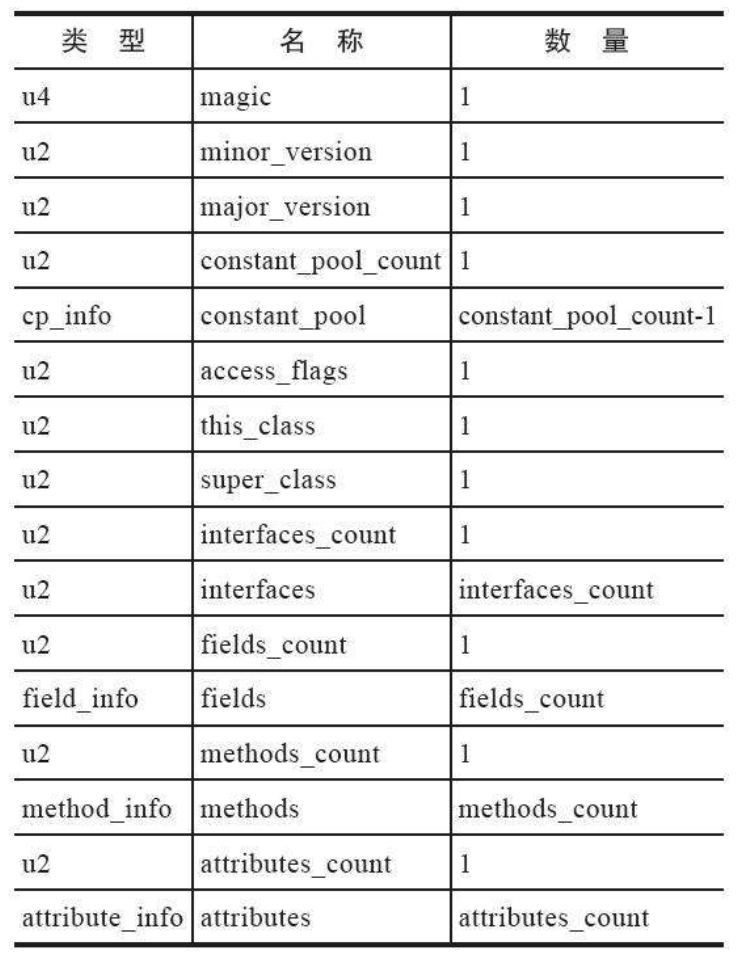 类 型 名 称 数 量
u4 magic 1
u2 minor_version 1
u2 major_version 1
u2 constant_pool_count 1
cp_info constant_pool constant_pool_count-1
u2 access_flags 1
u2 this_class 1
u2 super_class 1
u2 interfaces_count 1
u2 interfaces interfaces_count
u2 fields_count 1
field_info fields fields_count
u2 methods_count 1
method_info methods methods_count
u2 attributes_count 1
attribute_info attributes attributes_count